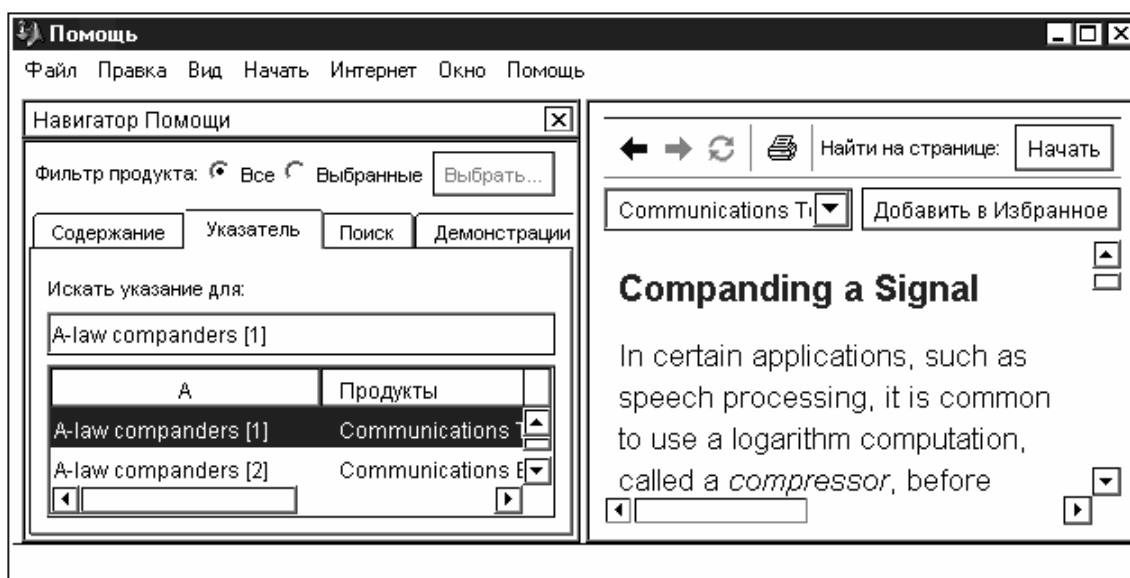 Помощь
Файл Правка Вид Начать Интернет Окно Помощь
Навигатор Помощи
Фильтр продукта: Все Выбранные Выбрать...
Содержание Указатель Поиск Демонстрации
Искать указание для:
A-law companders [1]
A Продукты
A-law companders [1] Communications T
A-law companders [2] Communications E
Найти на странице: Начать
Communications To Добавить в Избранное
Companding a Signal
In certain applications, such as
speech processing, it is common
to use a logarithm computation,
called a compressor, before